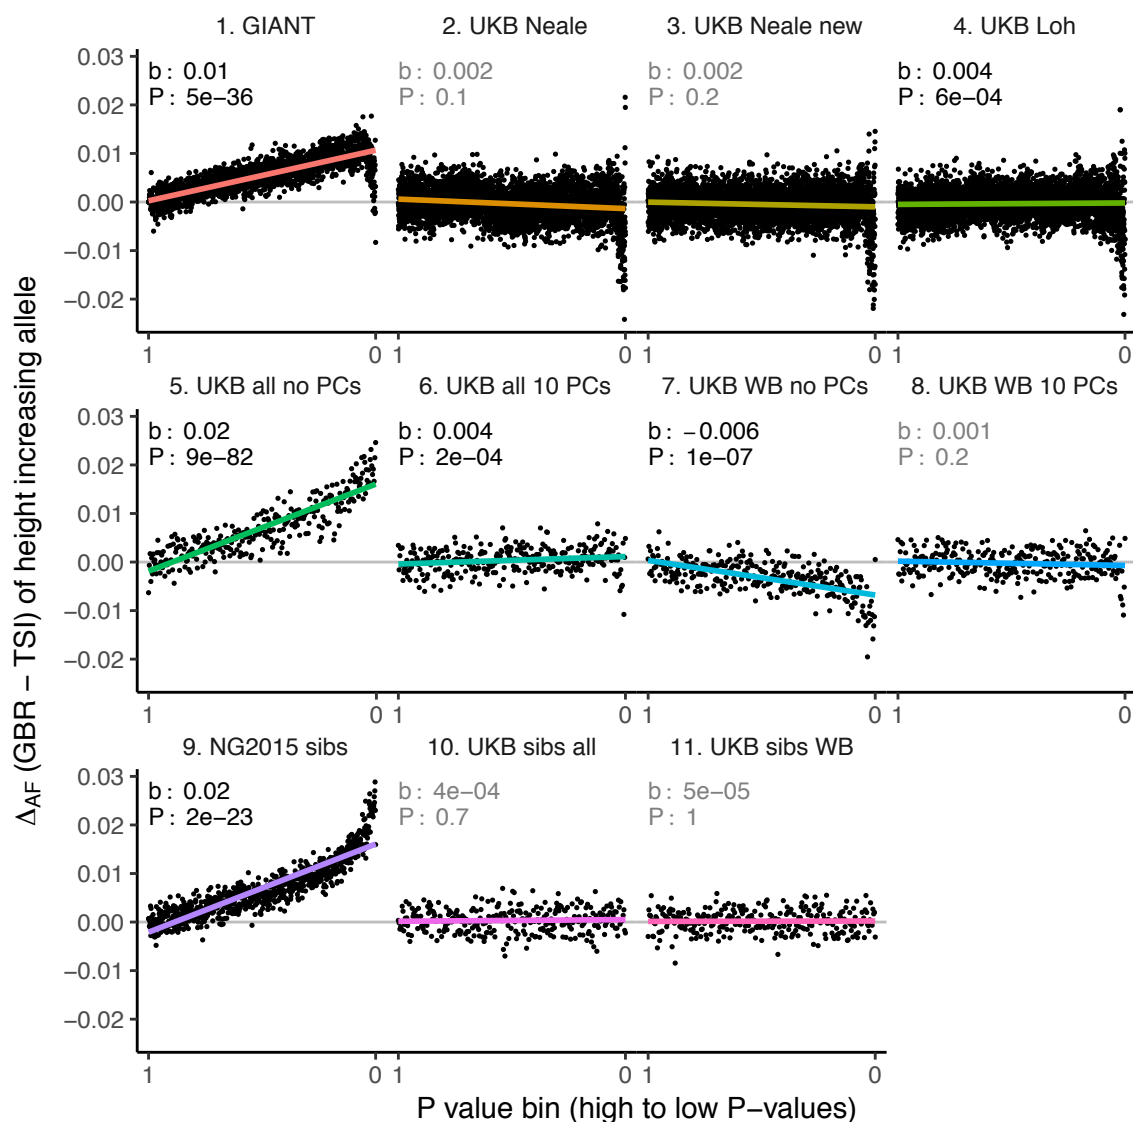 1. GIANT
2. UKB Neale
3. UKB Neale new
4. UKB Loh
b: 0.01
P: 5e−36
b: 0.002
P: 0.1
b: 0.002
P: 0.2
b: 0.004
P: 6e−04
0.03
0.02
0.01
0.00
−0.01
−0.02
1 0 1 0 1 0 1 0
5. UKB all no PCs
6. UKB all 10 PCs
7. UKB WB no PCs
8. UKB WB 10 PCs
b: 0.02
P: 9e−82
b: 0.004
P: 2e−04
b: −0.006
P: 1e−07
b: 0.001
P: 0.2
0.03
0.02
0.01
0.00
−0.01
−0.02
1 0 1 0 1 0 1 0
9. NG2015 sibs
10. UKB sibs all
11. UKB sibs WB
b: 0.02
P: 2e−23
b: 4e−04
P: 0.7
b: 5e−05
P: 1
0.03
0.02
0.01
0.00
−0.01
−0.02
1 0 1 0 1 0
ΔAF (GBR − TSI) of height increasing allele
P value bin (high to low P−values)